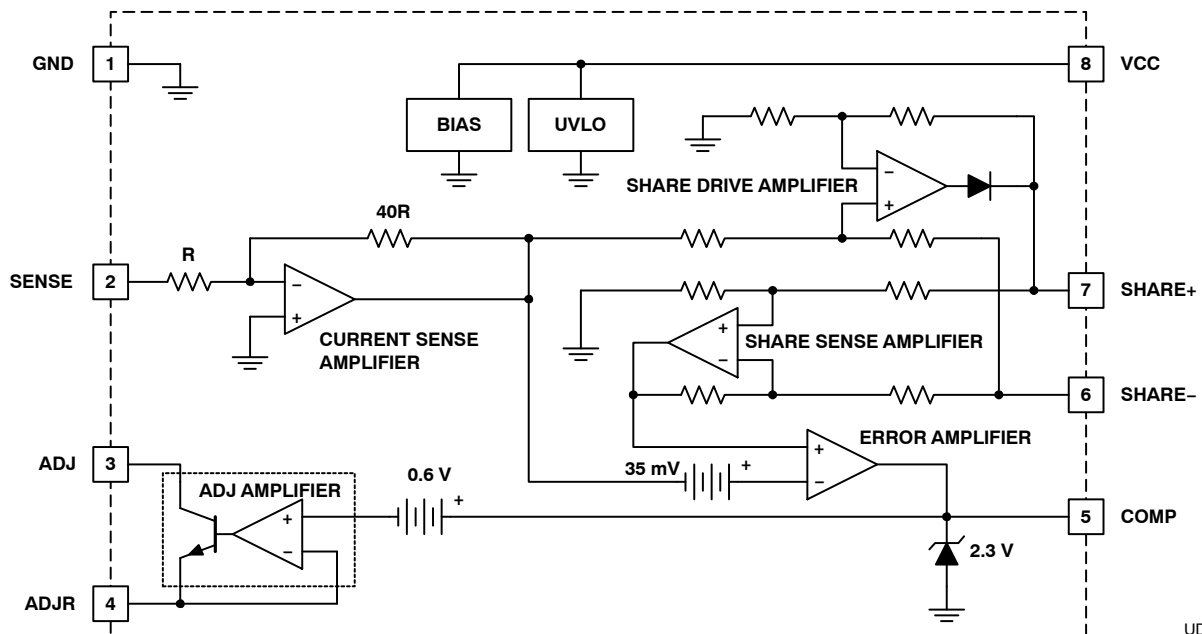 GND 1
8 VCC
BIAS
UVLO
SHARE DRIVE AMPLIFIER
−
+
40R
R
SENSE 2
−
+
CURRENT SENSE
AMPLIFIER
7 SHARE+
+
−
SHARE SENSE AMPLIFIER
6 SHARE−
ERROR AMPLIFIER
+
−
35 mV
+
ADJ 3
ADJ AMPLIFIER
0.6 V
+
+
−
5 COMP
2.3 V
ADJR 4
UD